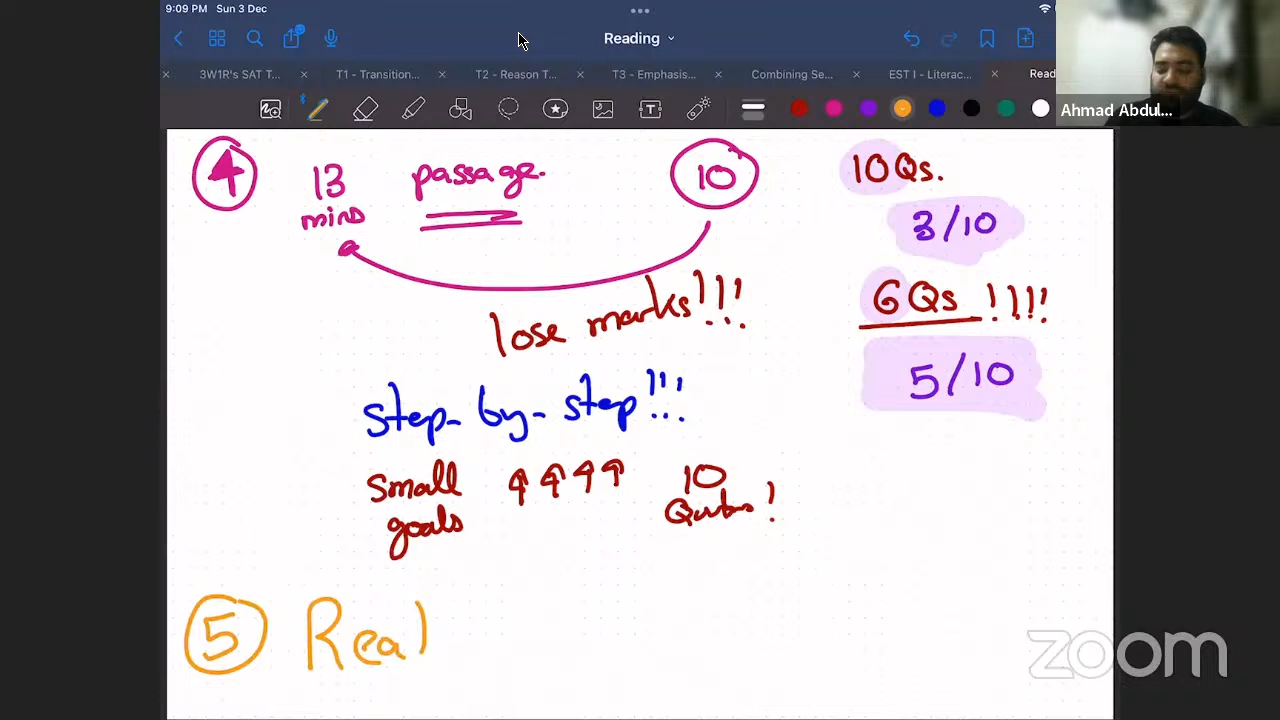 9:09 PM Sun 3 Dec
Reading
3W1R's SAT T...
T1 - Transition...
T2 - Reason T...
T3 - Emphasis...
Combining Se...
EST I - Literac...
Read
Ahmad Abdul...
4 13 mins passage. 10
10Qs.
3/10
6Qs !!!!
5/10
lose marks!!!
step-by-step!!!
small goals 10
5 Real
zoom